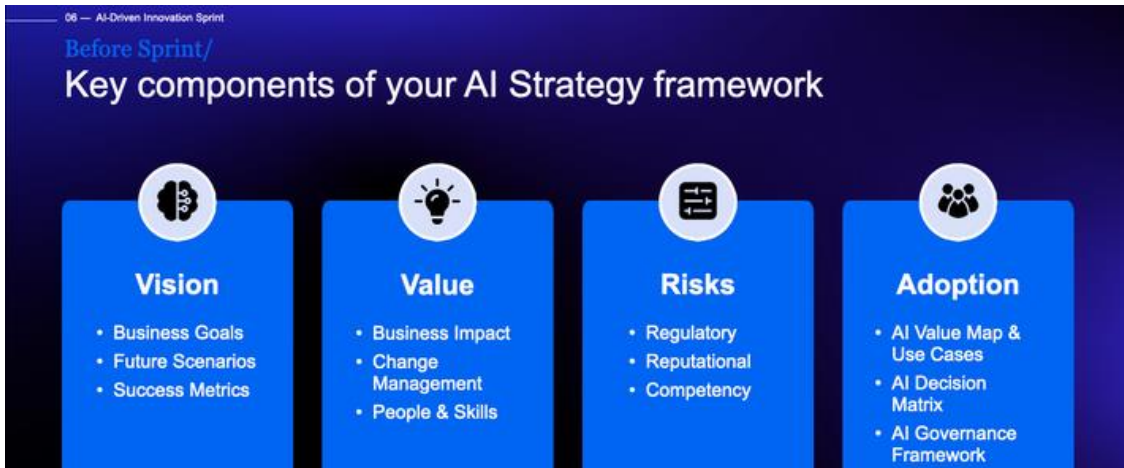 06 — AI-Driven Innovation Sprint
Before Sprint/
Key components of your AI Strategy framework
Vision
• Business Goals
• Future Scenarios
• Success Metrics
Value
• Business Impact
• Change
Management
• People & Skills
Risks
• Regulatory
• Reputational
• Competency
Adoption
• AI Value Map &
Use Cases
• AI Decision
Matrix
• AI Governance
Framework